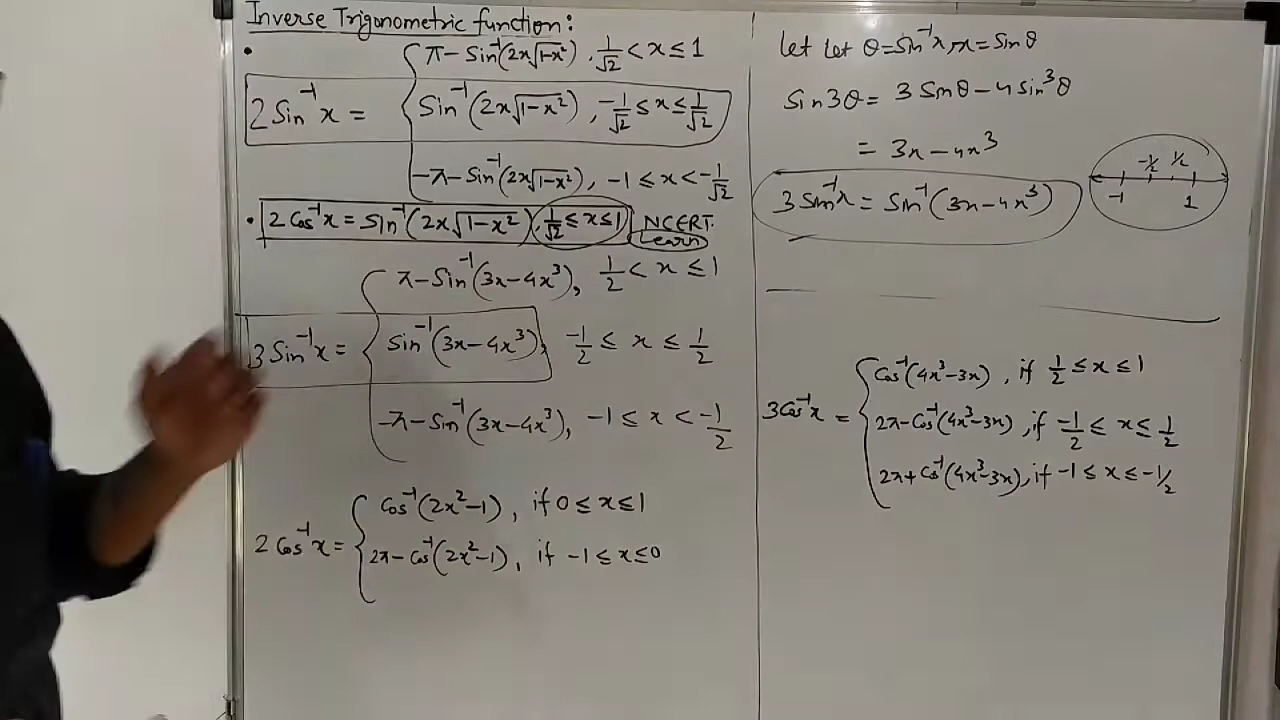 Inverse Trigonometric function:
• π - Sin⁻¹(2x√1-x²), 1/√2 < x ≤ 1
2 Sin⁻¹x = { Sin⁻¹(2x√1-x²), -1/√2 ≤ x ≤ 1/√2
-π - Sin⁻¹(2x√1-x²), -1 ≤ x < -1/√2
• 2 Cos⁻¹x = Sin⁻¹(2x√1-x²), 1/√2 ≤ x ≤ 1 NCERT.
Learn
π - Sin⁻¹(3x-4x³), 1/2 < x ≤ 1
3 Sin⁻¹x = { Sin⁻¹(3x-4x³), -1/2 ≤ x ≤ 1/2
-π - Sin⁻¹(3x-4x³), -1 ≤ x < -1/2
Cos⁻¹(2x²-1), if 0 ≤ x ≤ 1
2 Cos⁻¹x = {
2π - Cos⁻¹(2x²-1), if -1 ≤ x ≤ 0
let let θ = Sin⁻¹x, x = Sin θ
Sin3θ = 3 Sinθ - 4 Sin³θ
= 3x - 4x³
3 Sin⁻¹x = Sin⁻¹(3x-4x³)
-½ ½
-1 1
Cos⁻¹(4x³-3x), if 1/2 ≤ x ≤ 1
3Cos⁻¹x = { 2π - Cos⁻¹(4x³-3x), if -1/2 ≤ x ≤ 1/2
2π + Cos⁻¹(4x³-3x), if -1 ≤ x ≤ -1/2